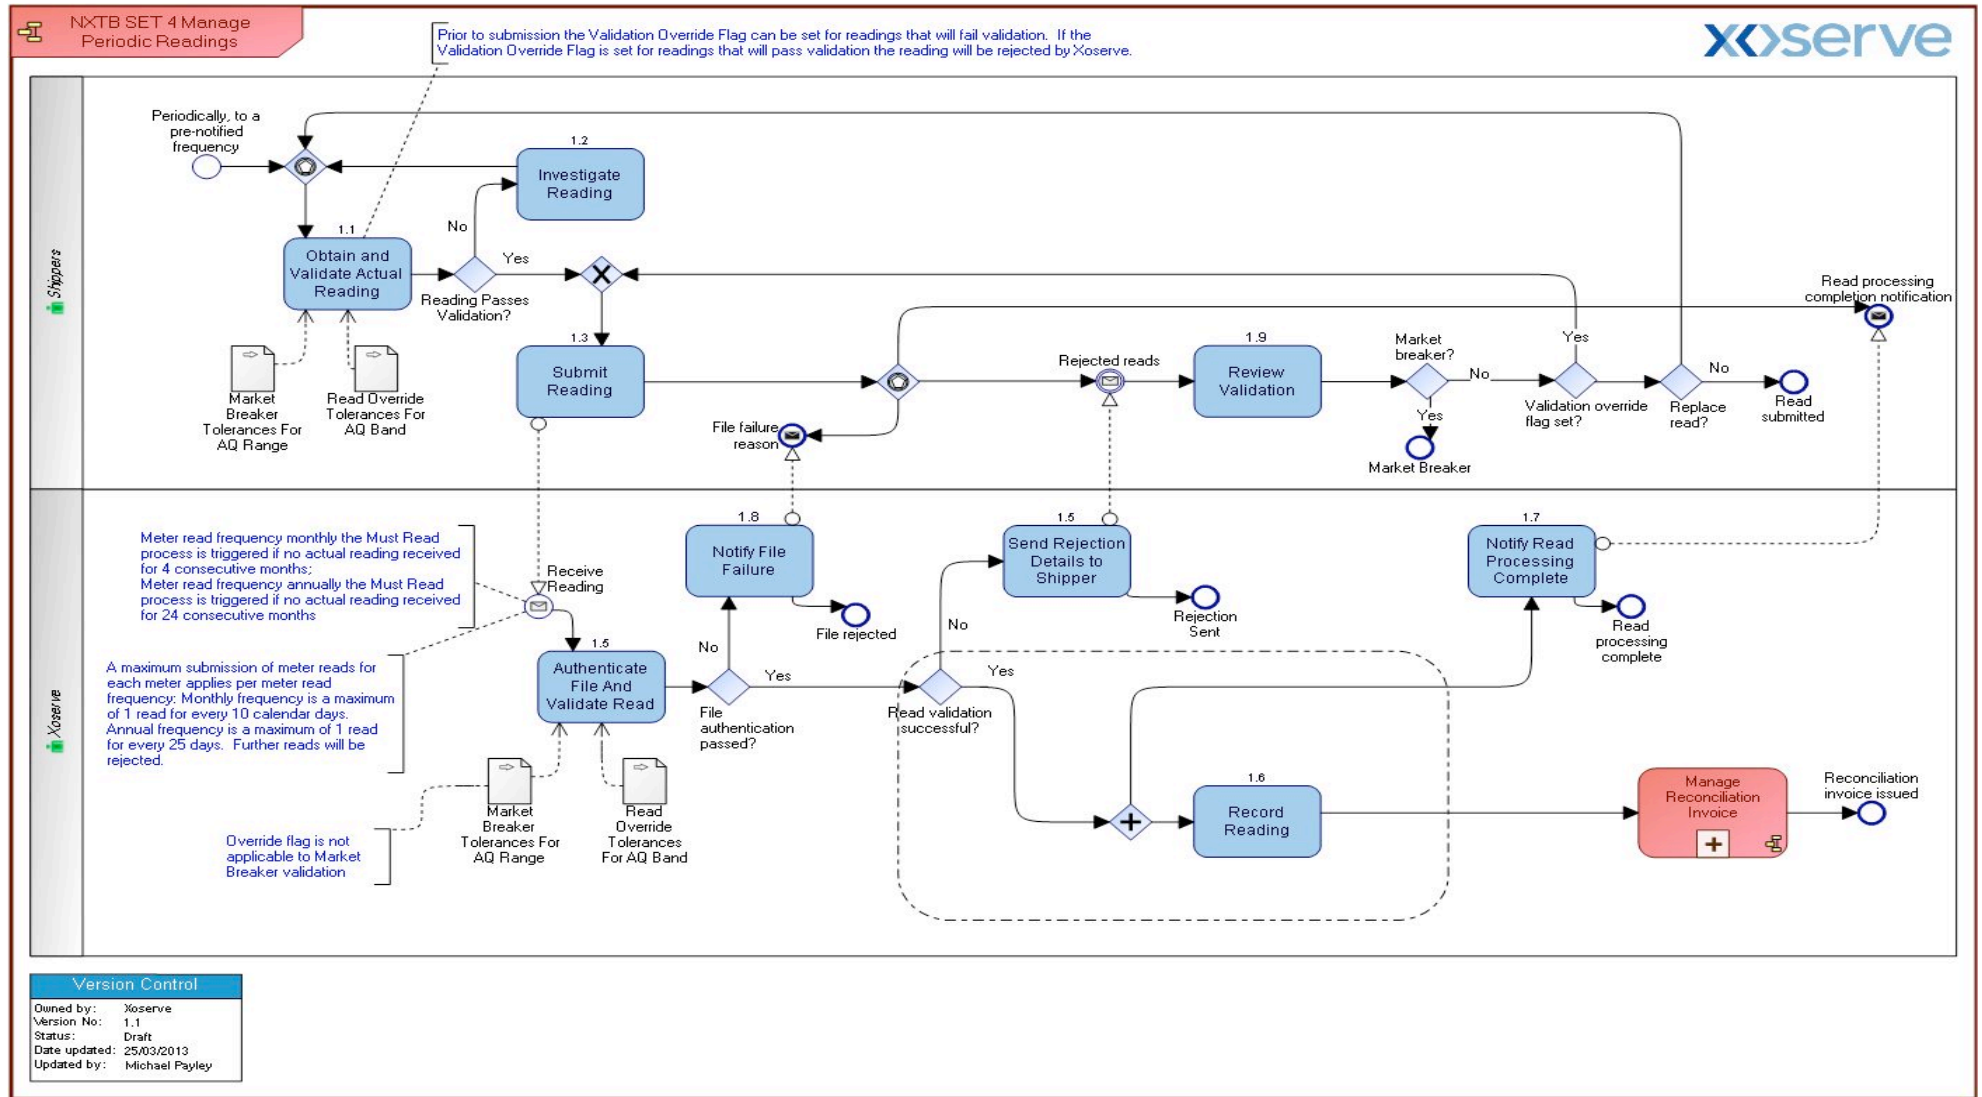 NXTB SET 4 Manage
Periodic Readings
xoserve
Prior to submission the Validation Override Flag can be set for readings that will fail validation. If the
Validation Override Flag is set for readings that will pass validation the reading will be rejected by Xoserve.
Shippers
Periodically, to a
pre-notified
frequency
1.2
Investigate
Reading
No
1.1
Obtain and
Validate Actual
Reading
Yes
Reading Passes
Validation?
Market
Breaker
Tolerances For
AQ Range
Read Override
Tolerances For
AQ Band
1.3
Submit
Reading
File failure
reason
Rejected reads
1.9
Review
Validation
Market
breaker?
No
Yes
Market Breaker
Yes
Validation override
flag set?
Replace
read?
No
Read
submitted
Read processing
completion notification
Xoserve
Meter read frequency monthly the Must Read
process is triggered if no actual reading received
for 4 consecutive months;
Meter read frequency annually the Must Read
process is triggered if no actual reading received
for 24 consecutive months
A maximum submission of meter reads for
each meter applies per meter read
frequency: Monthly frequency is a maximum
of 1 read for every 10 calendar days.
Annual frequency is a maximum of 1 read
for every 25 days. Further reads will be
rejected.
Override flag is not
applicable to Market
Breaker validation
Receive
Reading
1.5
Authenticate
File And
Validate Read
Market
Breaker
Tolerances For
AQ Range
Read
Override
Tolerances
For AQ Band
1.8
Notify File
Failure
File rejected
No
Yes
File
authentication
passed?
1.5
Send Rejection
Details to
Shipper
Rejection
Sent
No
Yes
Read validation
successful?
1.6
Record
Reading
1.7
Notify Read
Processing
Complete
Read
processing
complete
Manage
Reconciliation
Invoice
Reconciliation
invoice issued
Version Control
Owned by: Xoserve
Version No: 1.1
Status: Draft
Date updated: 25/03/2013
Updated by: Michael Payley